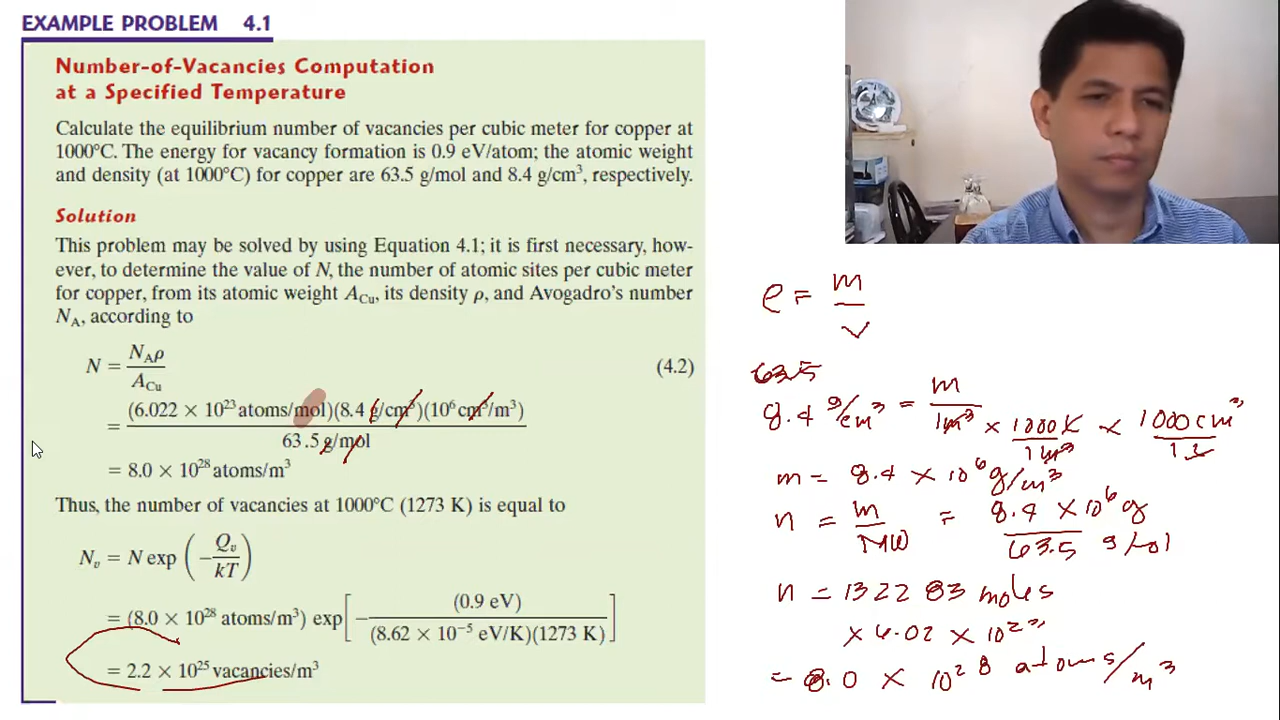 EXAMPLE PROBLEM 4.1
Number-of-Vacancies Computation
at a Specified Temperature
Calculate the equilibrium number of vacancies per cubic meter for copper at
1000°C. The energy for vacancy formation is 0.9 eV/atom; the atomic weight
and density (at 1000°C) for copper are 63.5 g/mol and 8.4 g/cm³, respectively.
Solution
This problem may be solved by using Equation 4.1; it is first necessary, how-
ever, to determine the value of N, the number of atomic sites per cubic meter
for copper, from its atomic weight A_Cu, its density ρ, and Avogadro's number
N_A, according to
N = N_Aρ / A_Cu (4.2)
= (6.022 × 10²³ atoms/mol)(8.4 g/cm³)(10⁶ cm³/m³) / 63.5 g/mol
= 8.0 × 10²⁸ atoms/m³
Thus, the number of vacancies at 1000°C (1273 K) is equal to
N_v = N exp (−Q_v / kT)
= (8.0 × 10²⁸ atoms/m³) exp[− (0.9 eV) / (8.62 × 10⁻⁵ eV/K)(1273 K)]
= 2.2 × 10²⁵ vacancies/m³
ρ = m / v
63.5
8.4 g/cm³ = m / 1m³ × 1000 L / 1m³ × 1000 cm³ / 1L
m = 8.4 × 10⁶ g/m³
n = m / MW = 8.4 × 10⁶ g / 63.5 g/mol
n = 132283 moles
× 6.02 × 10²³
= 8.0 × 10²⁸ atoms/m³